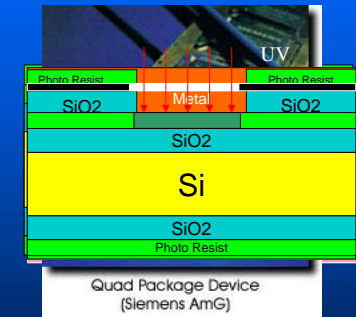 UV
Photo Resist Photo Resist
SiO2 Metal SiO2
SiO2
Si
SiO2
Photo Resist
Quad Package Device
(Siemens AmG)